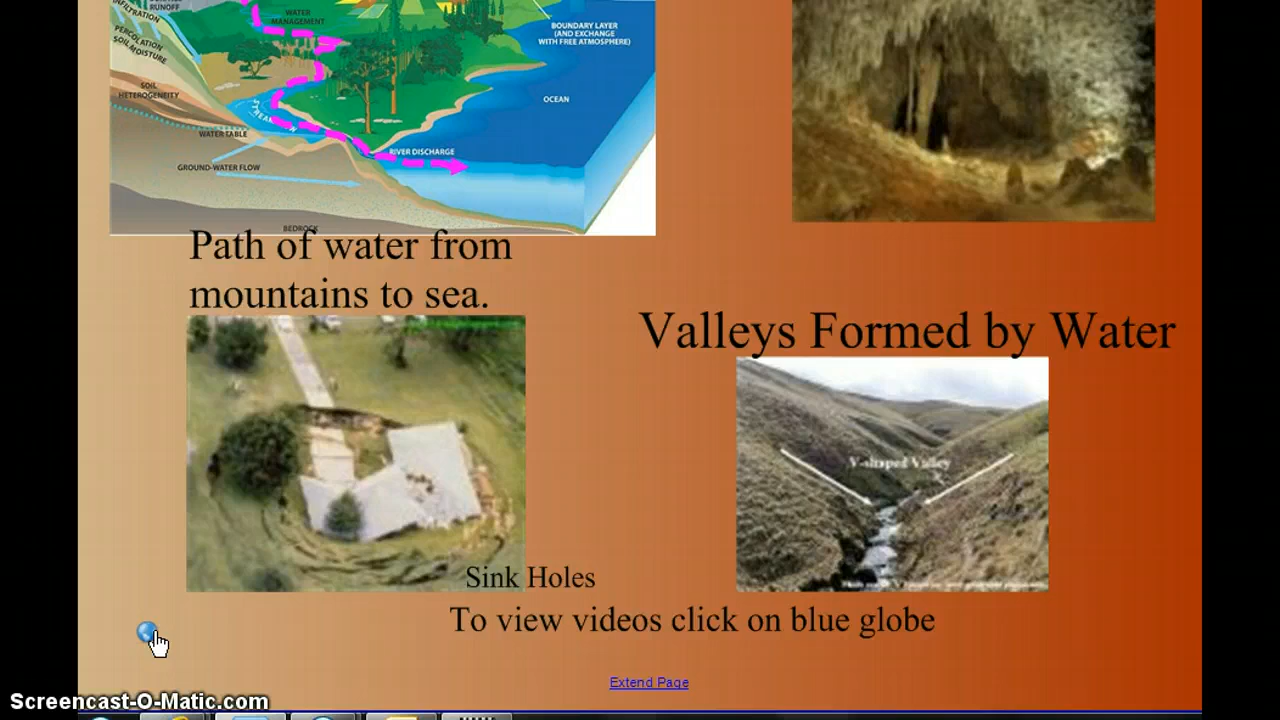 RUNOFF
INFILTRATION
PERCOLATION
SOIL MOISTURE
WATER
MANAGEMENT
BOUNDARY LAYER
(AND EXCHANGE
WITH FREE ATMOSPHERE)
SOIL
HETEROGEINITY
OCEAN
WATER TABLE
RIVER DISCHARGE
GROUND-WATER FLOW
BEDROCK
Path of water from
mountains to sea.
Valleys Formed by Water
V-shaped Valley
Sink Holes
To view videos click on blue globe
Extend Page
Screencast-O-Matic.com